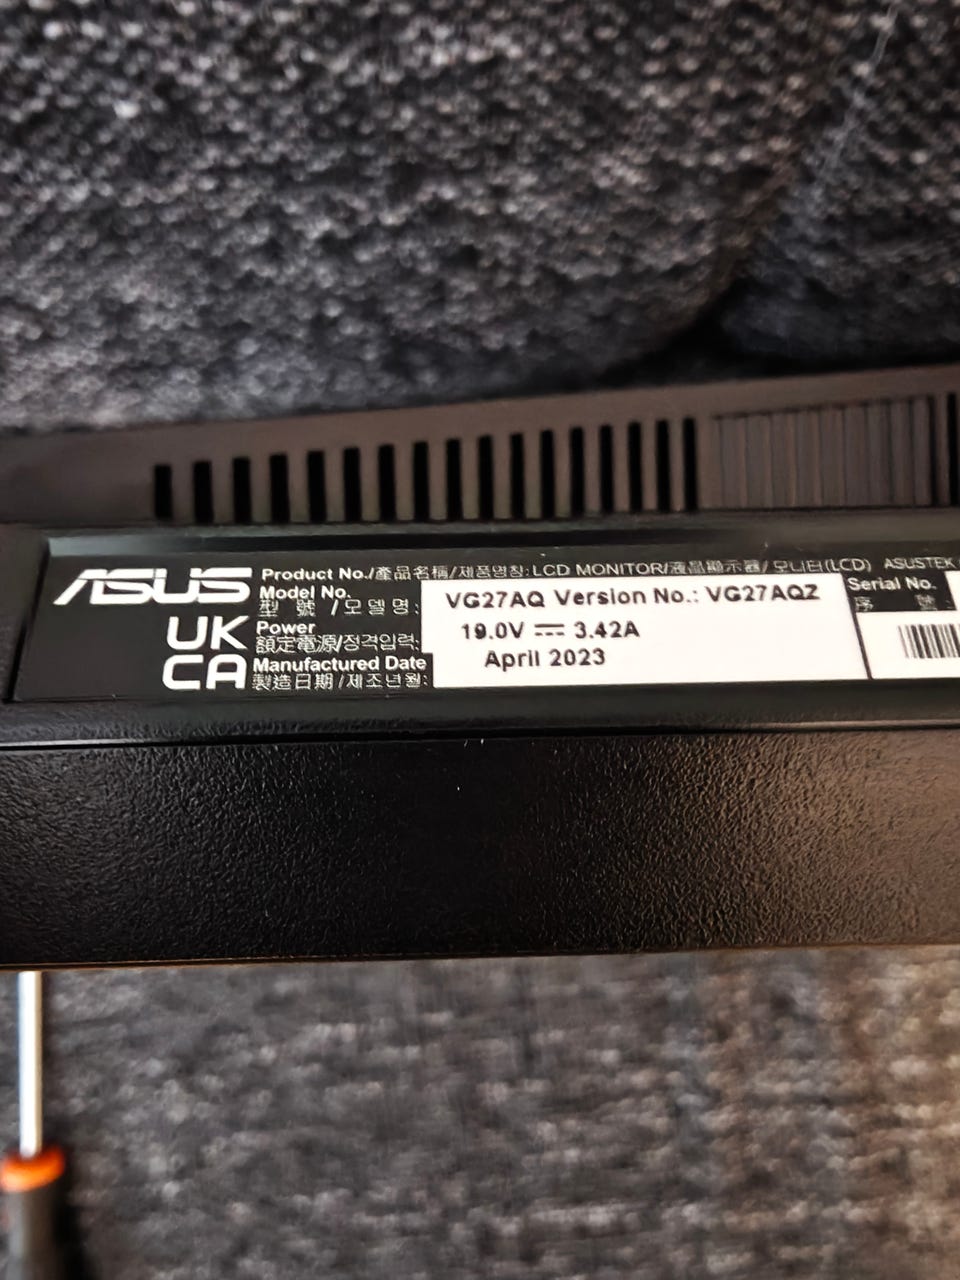 ASUS
UK
CA
Product No./產品名稱/제품명칭: LCD MONITOR/液晶顯示器/모니터(LCD) ASUSTEK
Model No.
型 號 /모델명: VG27AQ Version No.: VG27AQZ
Power
額定電源/정격입력: 19.0V ⎓ 3.42A
Manufactured Date
製造日期/제조년월: April 2023
Serial No.
序 號: